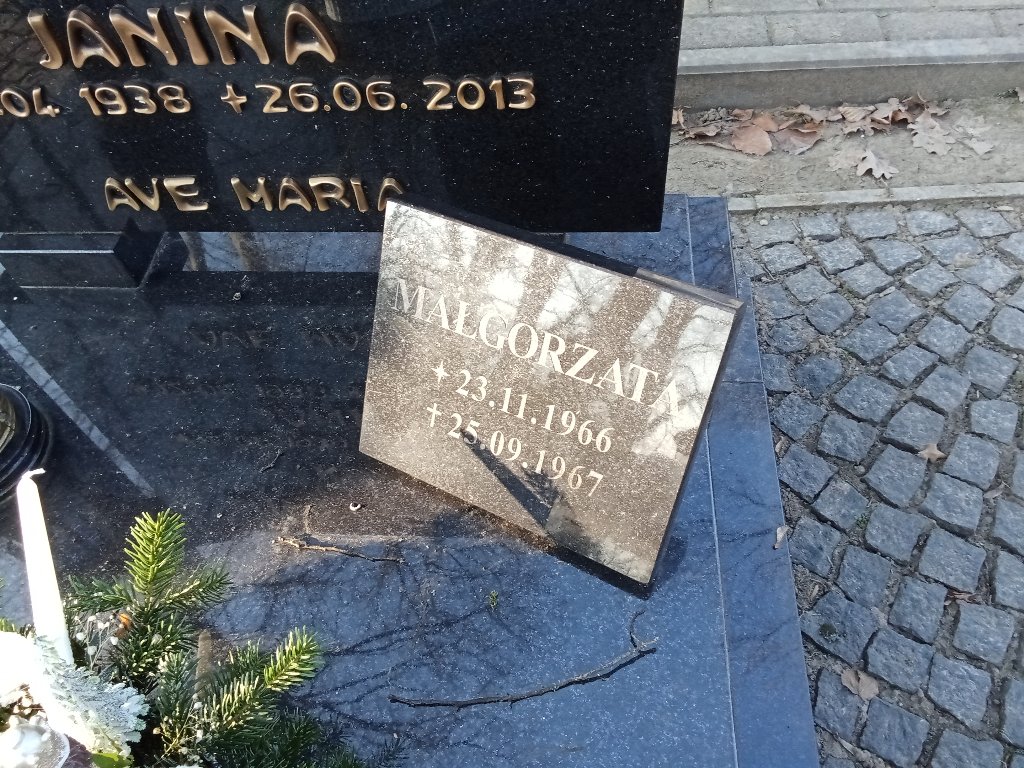 JANINA
.04 1938 +26.06. 2013
AVE MARIA
MAŁGORZATA
✦23.11.1966
✝25.09.1967